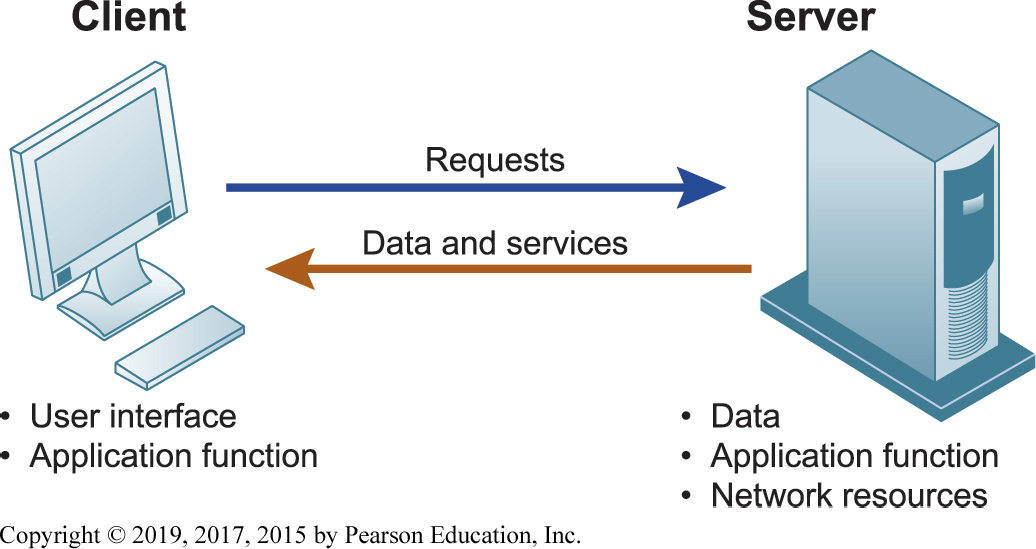 Client
Server
Requests
Data and services
• User interface
• Application function
• Data
• Application function
• Network resources
Copyright © 2019, 2017, 2015 by Pearson Education, Inc.